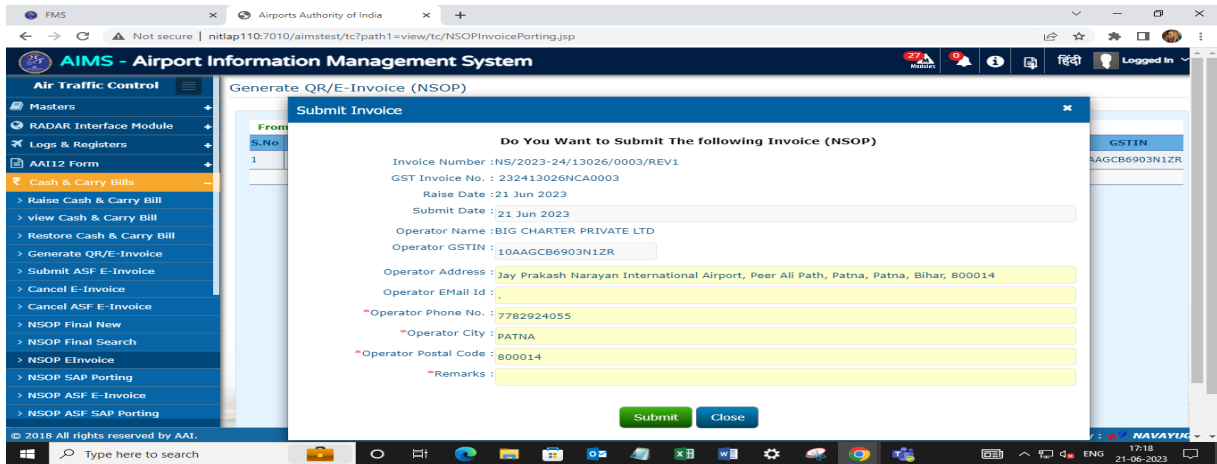 FMS
Airports Authority of India
Not secure | nitlap110:7010/aimstest/tc?path1=view/tc/NSOPInvoicePorting.jsp
AIMS - Airport Information Management System
27 Modules 0 हिंदी Logged In
Air Traffic Control
Masters
RADAR Interface Module
Logs & Registers
AAI12 Form
Cash & Carry Bills
> Raise Cash & Carry Bill
> view Cash & Carry Bill
> Restore Cash & Carry Bill
> Generate QR/E-Invoice
> Submit ASF E-Invoice
> Cancel E-Invoice
> Cancel ASF E-Invoice
> NSOP Final New
> NSOP Final Search
> NSOP EInvoice
> NSOP SAP Porting
> NSOP ASF E-Invoice
> NSOP ASF SAP Porting
© 2018 All rights reserved by AAI.
Generate QR/E-Invoice (NSOP)
From
S.No
1
GSTIN
AAGCB6903N1ZR
Submit Invoice
Do You Want to Submit The following Invoice (NSOP)
Invoice Number :NS/2023-24/13026/0003/REV1
GST Invoice No. : 232413026NCA0003
Raise Date :21 Jun 2023
Submit Date : 21 Jun 2023
Operator Name :BIG CHARTER PRIVATE LTD
Operator GSTIN : 10AAGCB6903N1ZR
Operator Address : Jay Prakash Narayan International Airport, Peer Ali Path, Patna, Patna, Bihar, 800014
Operator EMail Id : .
*Operator Phone No. : 7782924055
*Operator City : PATNA
*Operator Postal Code : 800014
*Remarks :
Submit Close
: NAVAYUG
Type here to search
ENG
17:18
21-06-2023